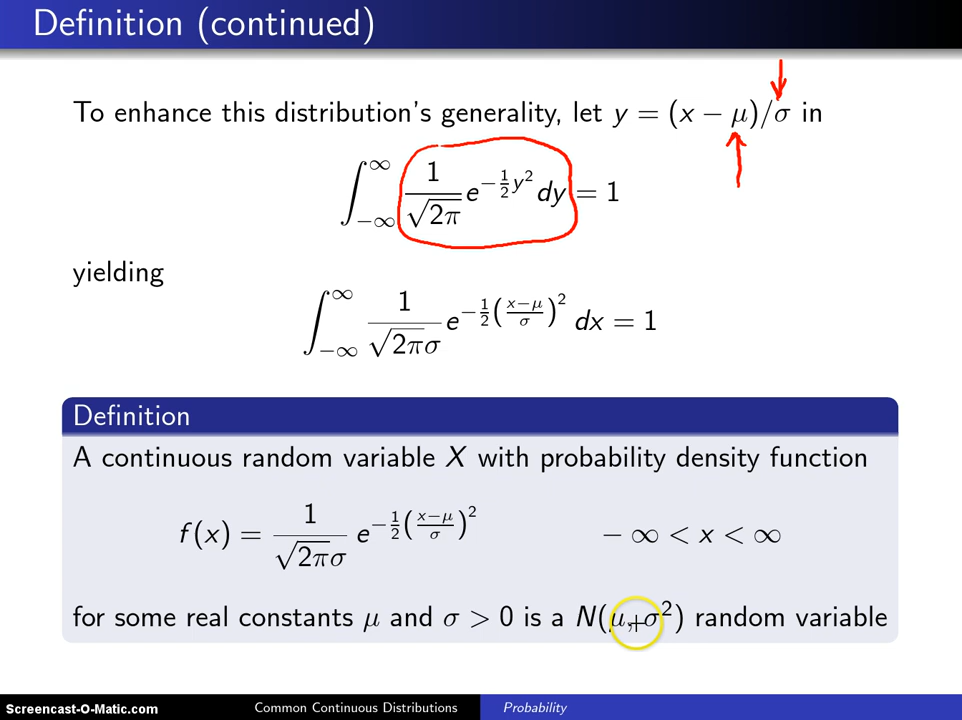 Definition (continued)
To enhance this distribution's generality, let y = (x − μ)/σ in
∫_{−∞}^{∞} 1/√(2π) e^{−½y²} dy = 1
yielding
∫_{−∞}^{∞} 1/(√(2π)σ) e^{−½((x−μ)/σ)²} dx = 1
Definition
A continuous random variable X with probability density function
f(x) = 1/(√(2π)σ) e^{−½((x−μ)/σ)²} − ∞ < x < ∞
for some real constants μ and σ > 0 is a N(μ, σ²) random variable
Screencast-O-Matic.com Common Continuous Distributions Probability